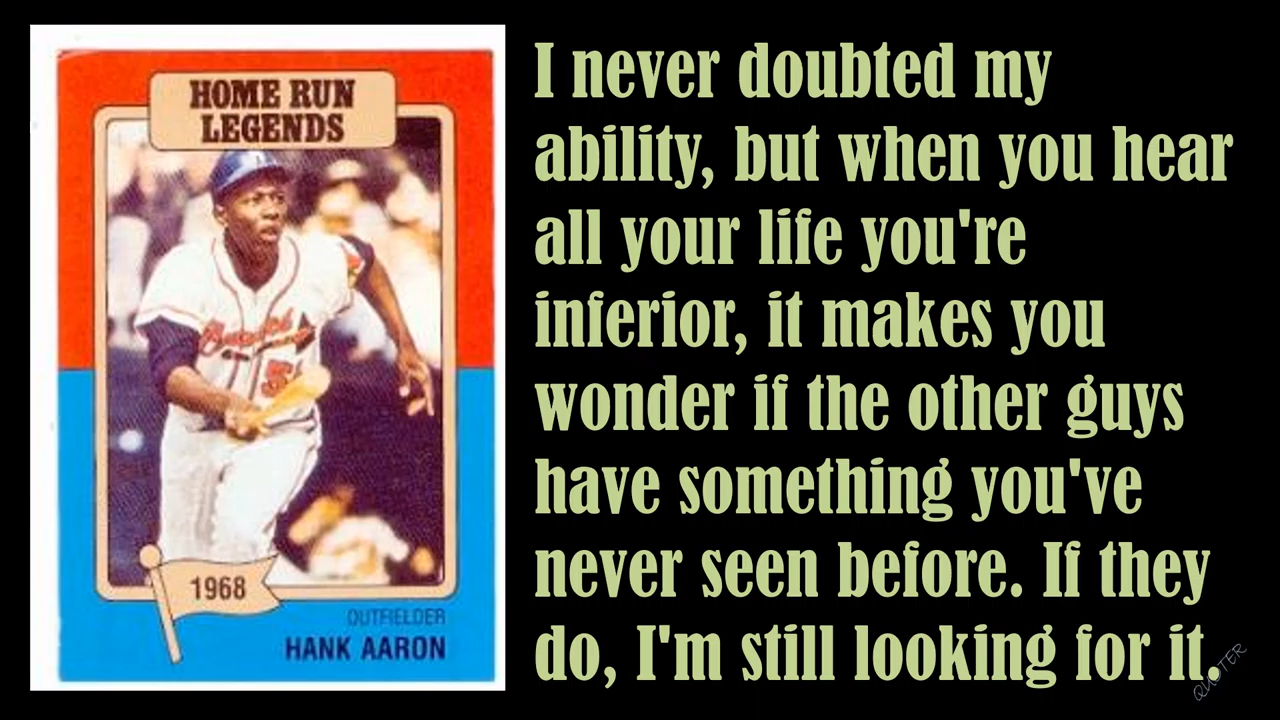 HOME RUN
LEGENDS
Braves
1968
OUTFIELDER
HANK AARON
I never doubted my
ability, but when you hear
all your life you're
inferior, it makes you
wonder if the other guys
have something you've
never seen before. If they
do, I'm still looking for it.
QUOTER